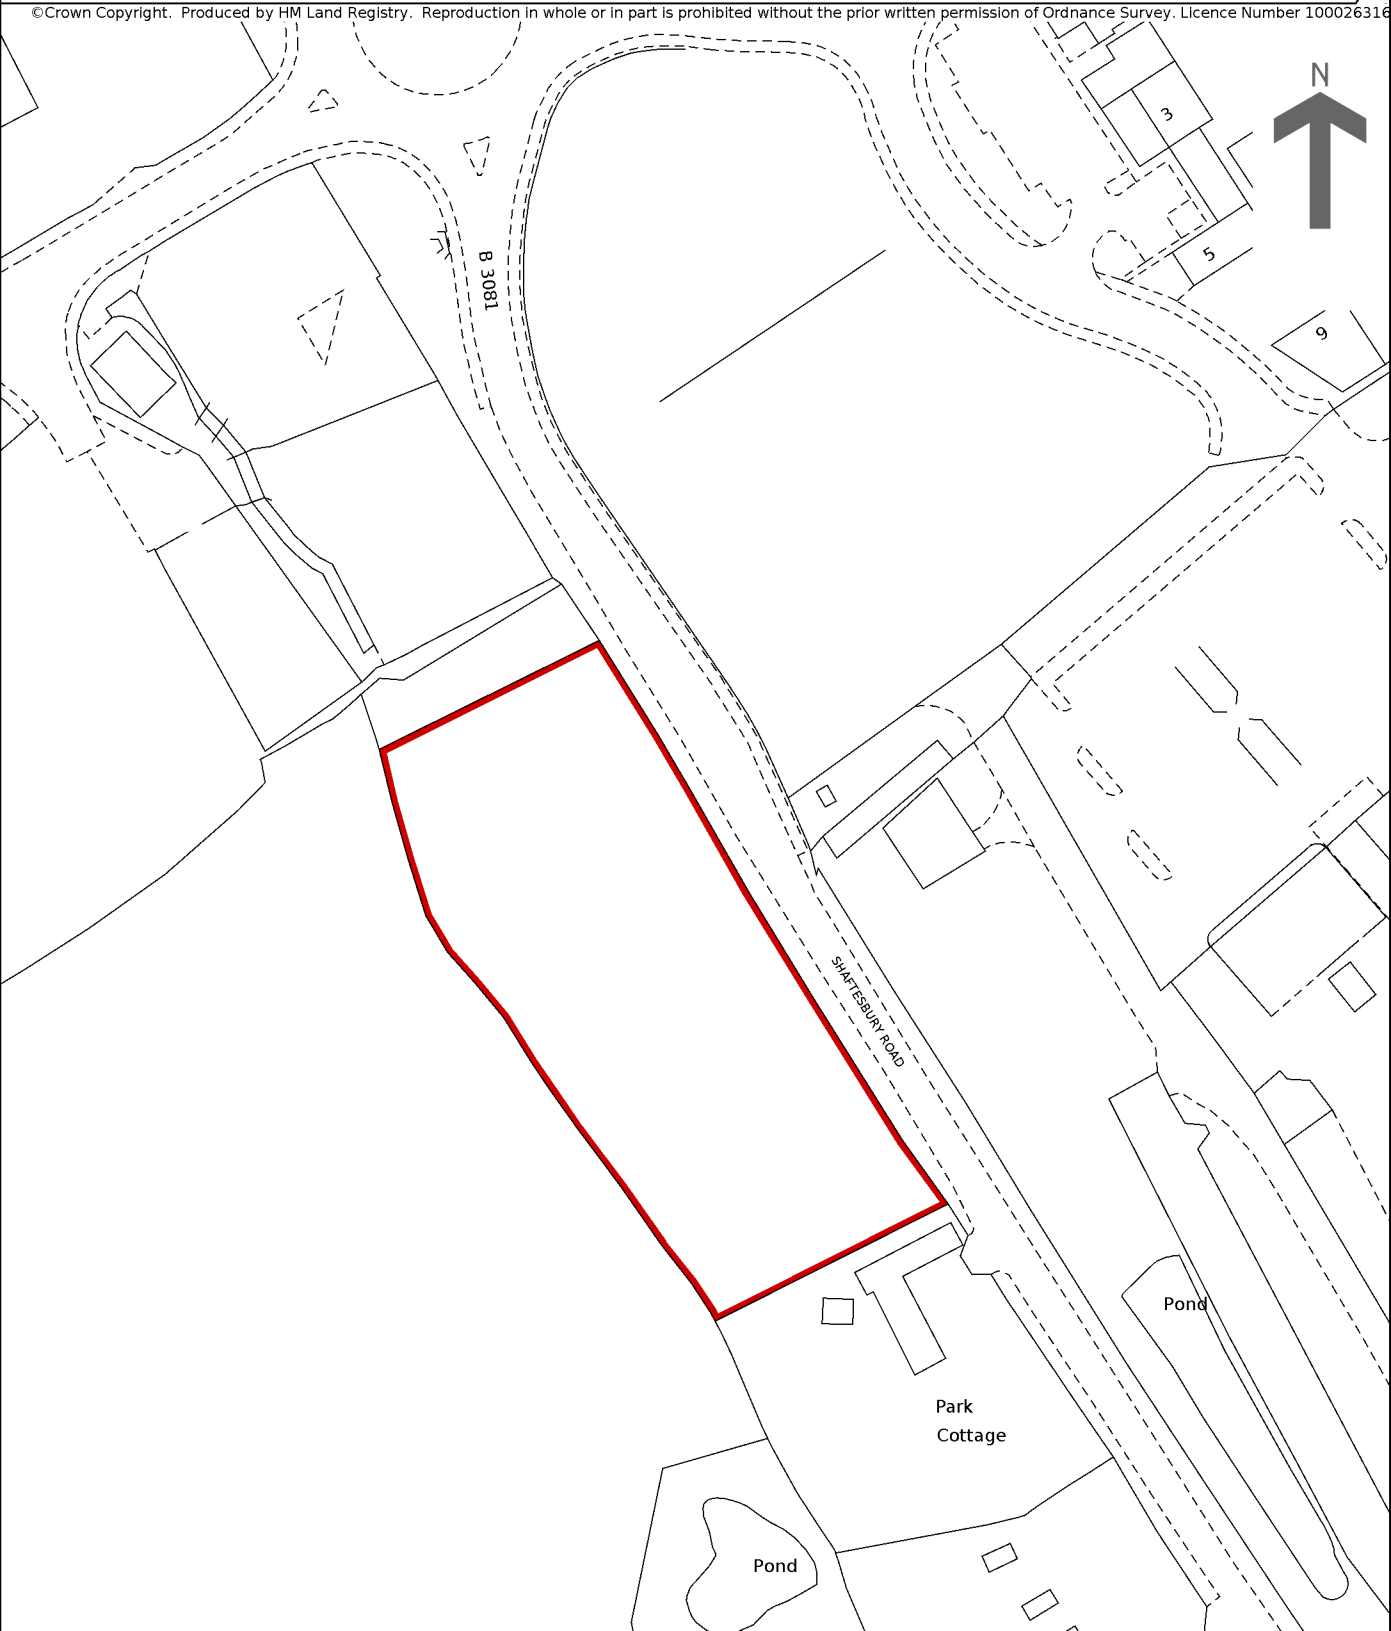 ©Crown Copyright. Produced by HM Land Registry. Reproduction in whole or in part is prohibited without the prior written permission of Ordnance Survey. Licence Number 100026316
N
3
B 3081
5
9
SHAFTESBURY ROAD
Pond
Park
Cottage
Pond